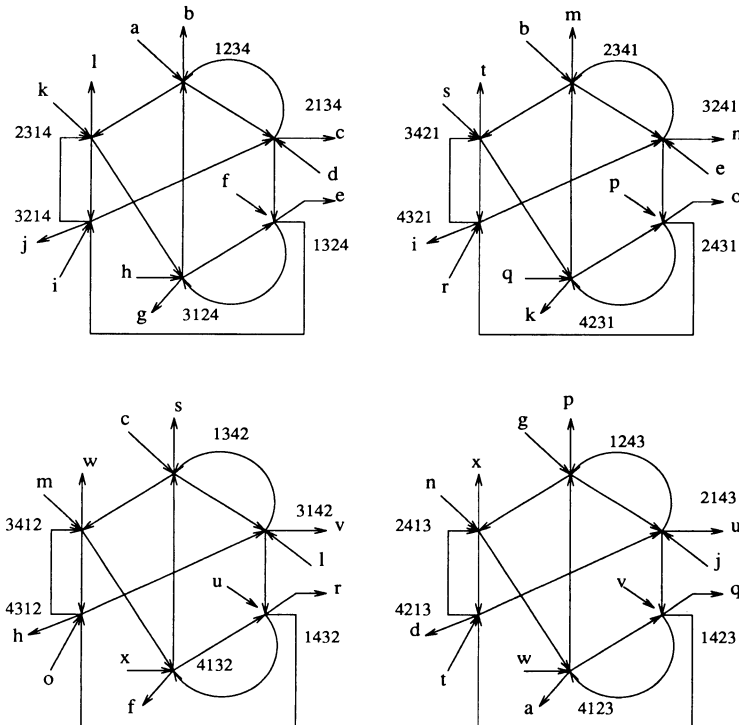 b
a
1234
l
k
2314
2134
c
d
f
e
3214
j
i
h
g
3124
1324
m
b
2341
t
s
3421
3241
n
e
p
o
4321
i
r
q
k
4231
2431
s
c
1342
w
m
3412
3142
v
l
u
r
4312
h
o
x
4132
f
1432
p
g
1243
x
n
2413
2143
u
j
v
q
4213
d
t
w
a
4123
1423